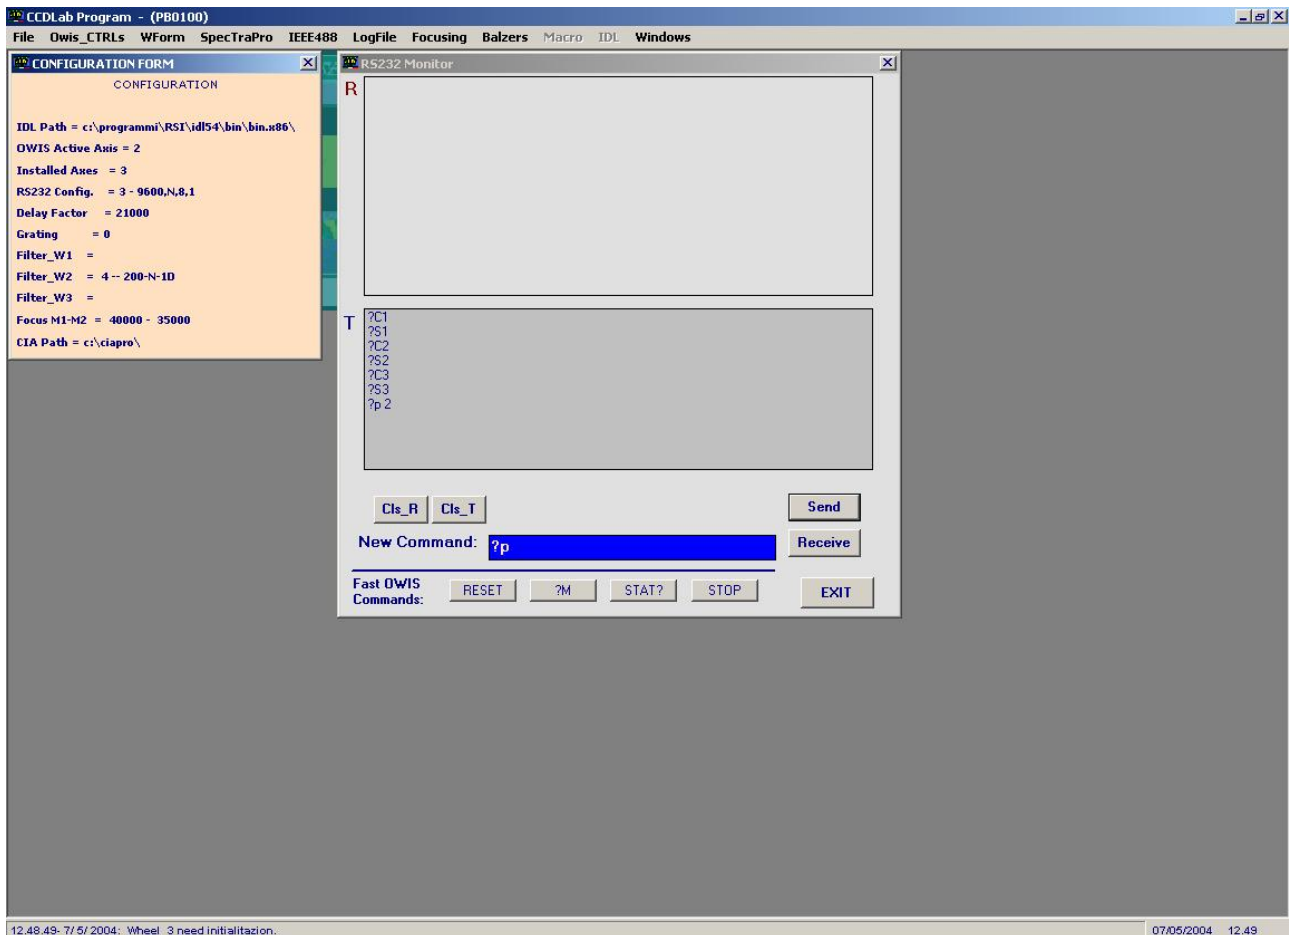 CCDLab Program - (PB0100)
File Owis_CTRLs WForm SpecTraPro IEEE488 LogFile Focusing Balzers Macro IDL Windows
CONFIGURATION FORM
CONFIGURATION
IDL Path = c:\programmi\RSI\idl54\bin\bin.x86\
OWIS Active Axis = 2
Installed Axes = 3
RS232 Config. = 3 - 9600,N,8,1
Delay Factor = 21000
Grating = 0
Filter_W1 =
Filter_W2 = 4 -- 200-N-1D
Filter_W3 =
Focus M1-M2 = 40000 - 35000
CIA Path = c:\ciapro\
RS232 Monitor
R
T
?C1
?S1
?C2
?S2
?C3
?S3
?p 2
Cls_R Cls_T
Send
New Command: ?p
Receive
Fast OWIS
Commands:
RESET ?M STAT? STOP
EXIT
12.48.49- 7/ 5/ 2004: Wheel 3 need initialitazion.
07/05/2004 12.49